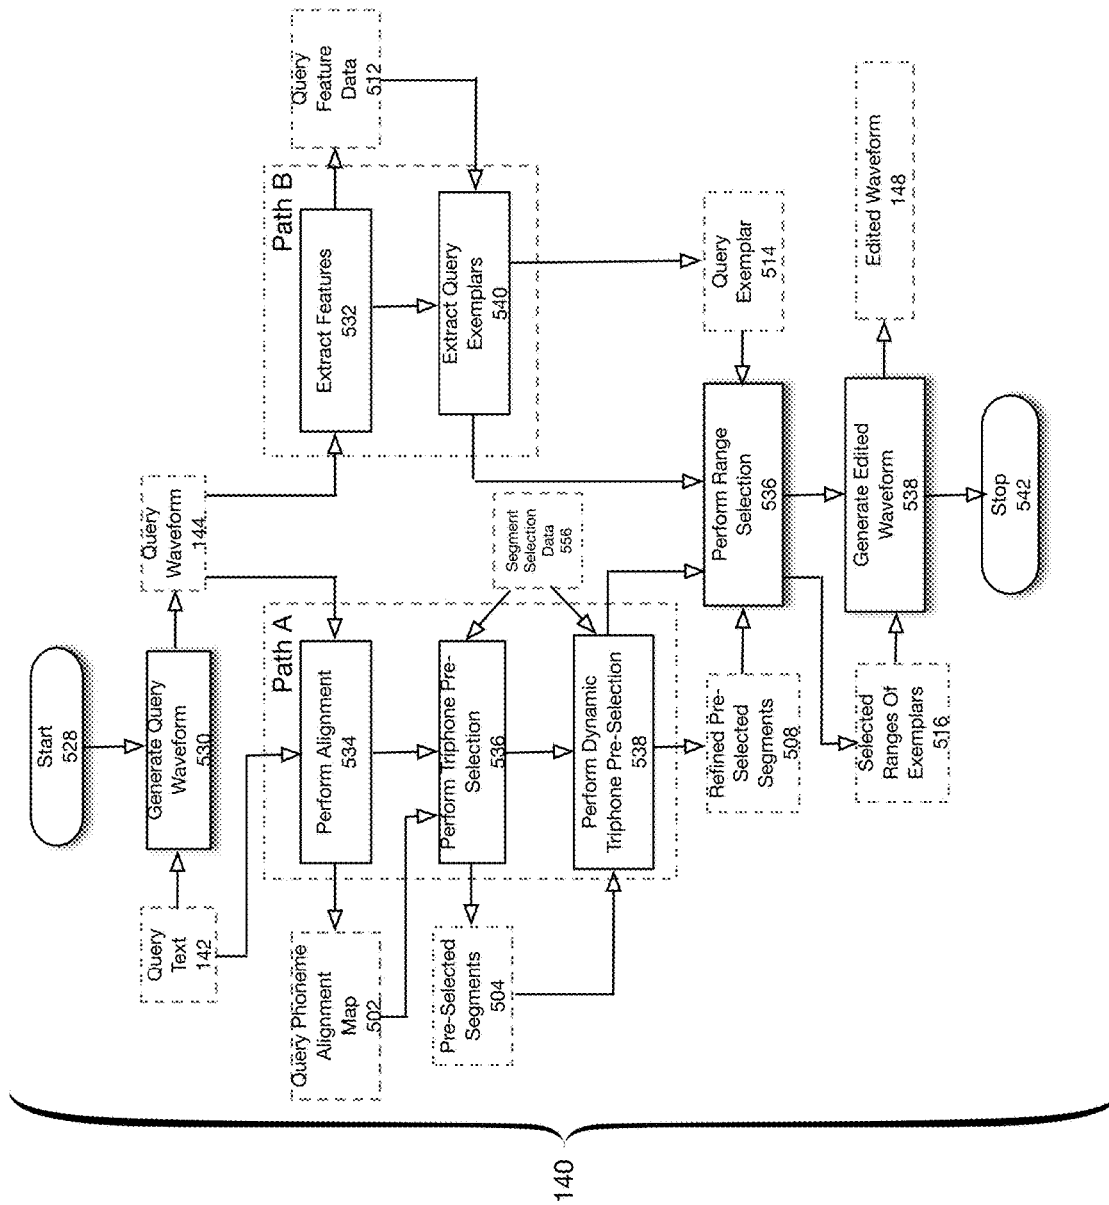 Start
528
Query
Text
142
Generate Query
Waveform
530
Query
Waveform
144
Path A
Perform Alignment
534
Query Phoneme
Alignment
Map
502
Perform Triphone Pre-
Selection
536
Pre-Selected
Segments
504
Segment
Selection
Data
556
Perform Dynamic
Triphone Pre-Selection
538
Path B
Extract Features
532
Query
Feature
Data
512
Extract Query
Exemplars
540
Refined Pre-
Selected
Segments
508
Perform Range
Selection
536
Query
Exemplar
514
Selected
Ranges Of
Exemplars
516
Generate Edited
Waveform
538
Edited Waveform
148
Stop
542
140